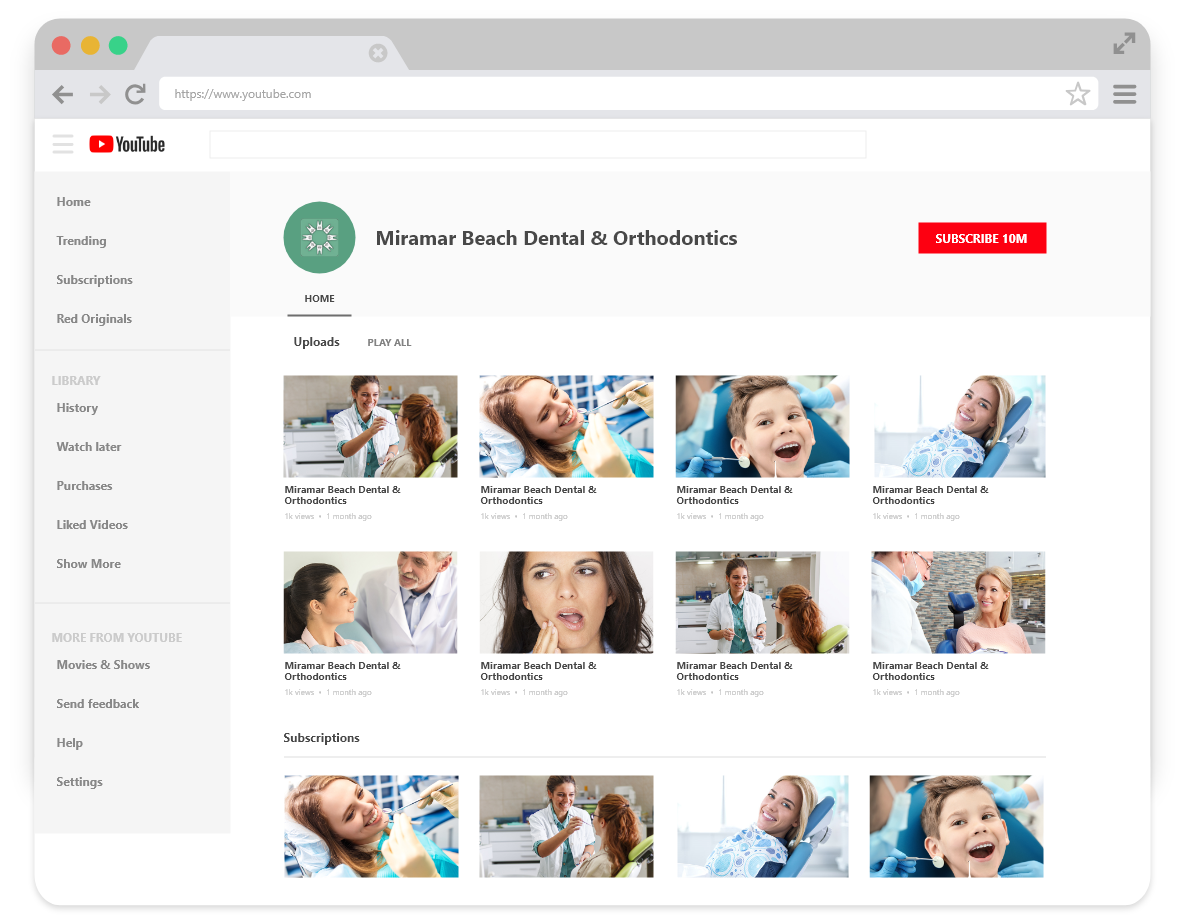 https://www.youtube.com
YouTube
Home
Trending
Subscriptions
Red Originals
LIBRARY
History
Watch later
Purchases
Liked Videos
Show More
MORE FROM YOUTUBE
Movies & Shows
Send feedback
Help
Settings
Miramar Beach Dental & Orthodontics
SUBSCRIBE 10M
HOME
Uploads PLAY ALL
Miramar Beach Dental &
Orthodontics
1k views • 1 month ago
Miramar Beach Dental &
Orthodontics
1k views • 1 month ago
Miramar Beach Dental &
Orthodontics
1k views • 1 month ago
Miramar Beach Dental &
Orthodontics
1k views • 1 month ago
Miramar Beach Dental &
Orthodontics
1k views • 1 month ago
Miramar Beach Dental &
Orthodontics
1k views • 1 month ago
Miramar Beach Dental &
Orthodontics
1k views • 1 month ago
Miramar Beach Dental &
Orthodontics
1k views • 1 month ago
Subscriptions